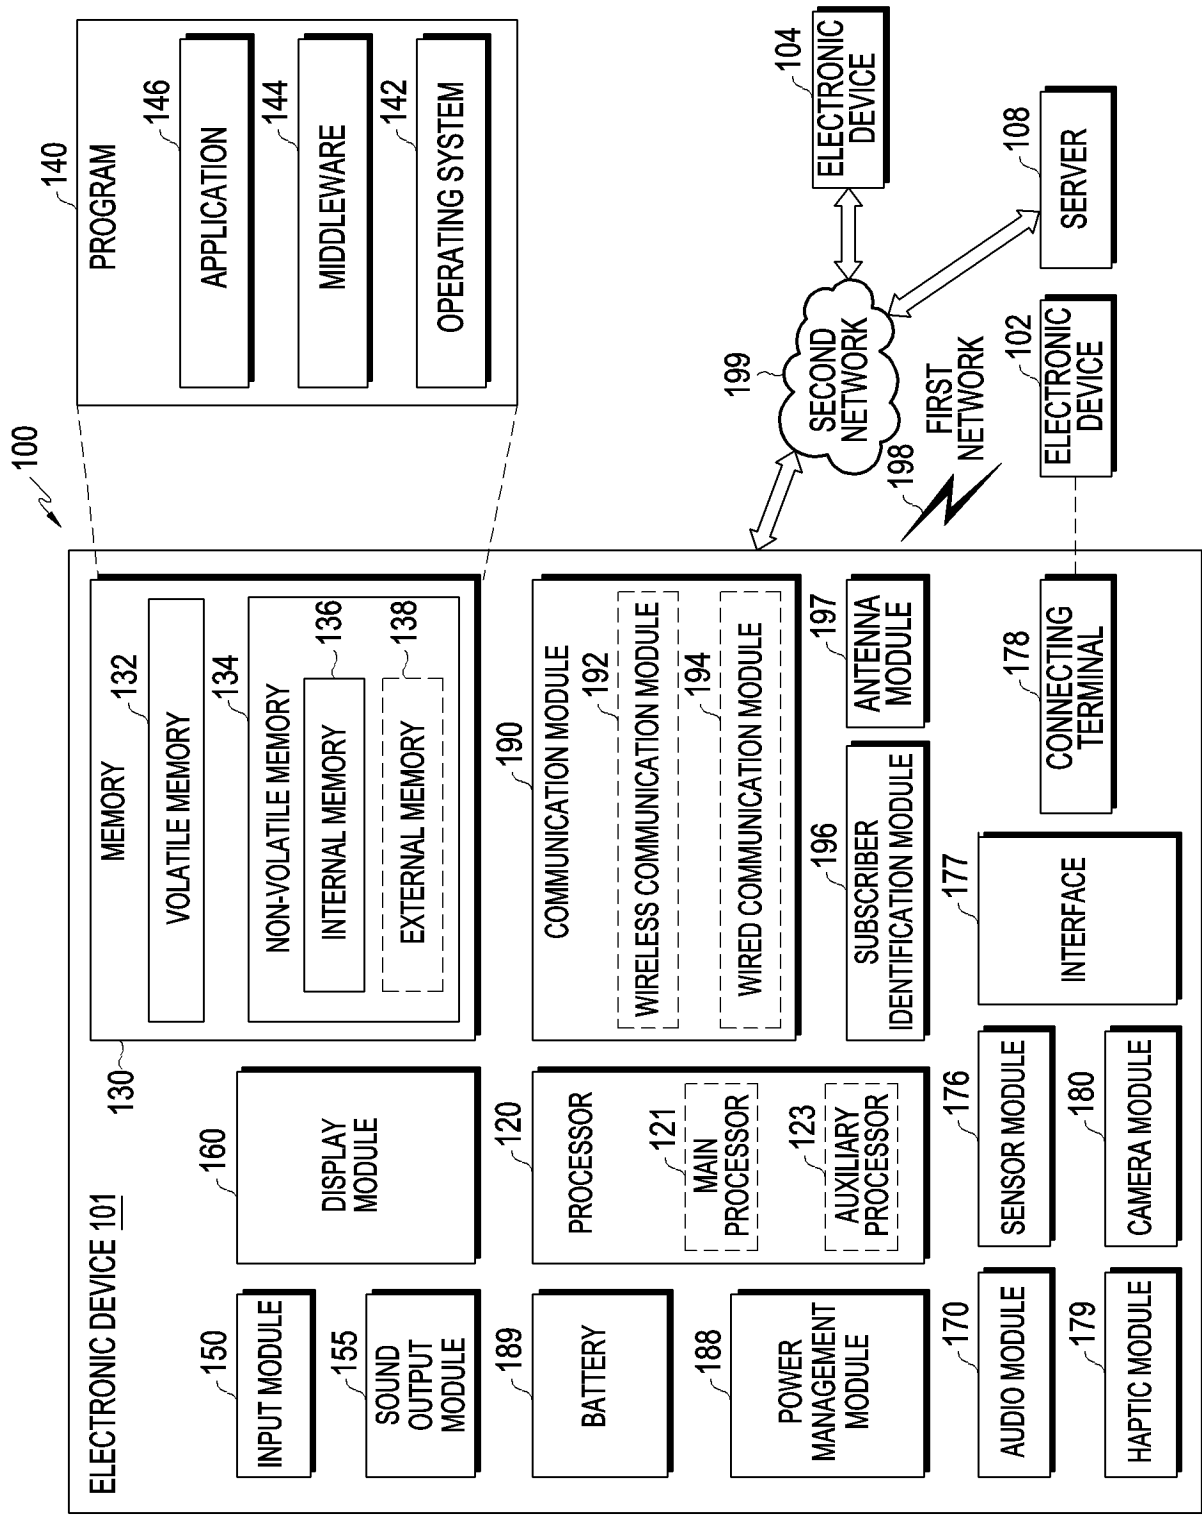 100
ELECTRONIC DEVICE 101
150
INPUT MODULE
155
SOUND
OUTPUT
MODULE
189
BATTERY
188
POWER
MANAGEMENT
MODULE
170
AUDIO MODULE
179
HAPTIC MODULE
160
DISPLAY
MODULE
120
PROCESSOR
121
MAIN
PROCESSOR
123
AUXILIARY
PROCESSOR
176
SENSOR MODULE
180
CAMERA MODULE
130
MEMORY
132
VOLATILE MEMORY
134
NON-VOLATILE MEMORY
136
INTERNAL MEMORY
138
EXTERNAL MEMORY
190
COMMUNICATION MODULE
192
WIRELESS COMMUNICATION MODULE
194
WIRED COMMUNICATION MODULE
196
SUBSCRIBER
IDENTIFICATION MODULE
197
ANTENNA
MODULE
177
INTERFACE
178
CONNECTING
TERMINAL
140
PROGRAM
146
APPLICATION
144
MIDDLEWARE
142
OPERATING SYSTEM
199
SECOND
NETWORK
198
FIRST
NETWORK
104
ELECTRONIC
DEVICE
108
SERVER
102
ELECTRONIC
DEVICE